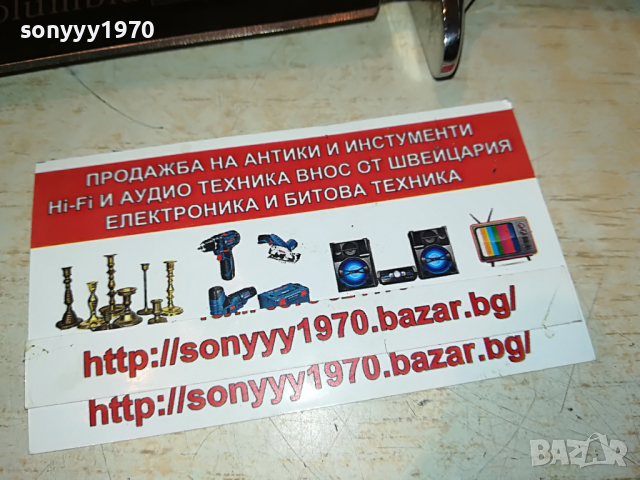 sonyyy1970
ПРОДАЖБА НА АНТИКИ И ИНСТУМЕНТИ
Hi-Fi И АУДИО ТЕХНИКА ВНОС ОТ ШВЕЙЦАРИЯ
ЕЛЕКТРОНИКА И БИТОВА ТЕХНИКА
http://sonyyy1970.bazar.bg/
http://sonyyy1970.bazar.bg/
BAZAR